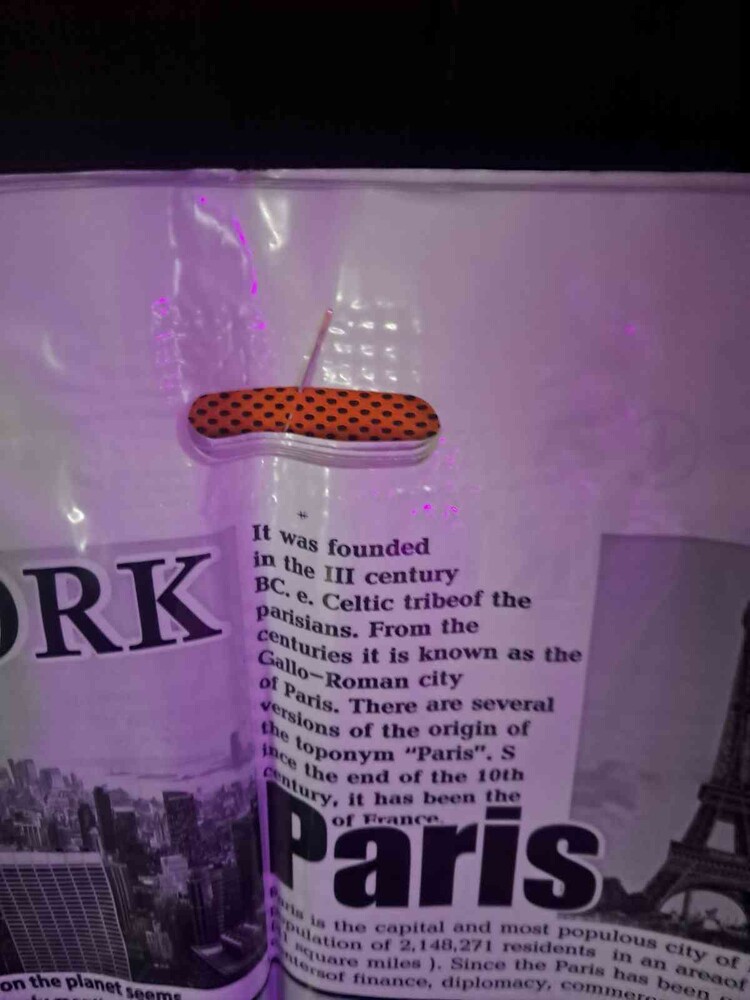 ORK
It was founded
in the III century
BC. e. Celtic tribeof the
parisians. From the
centuries it is known as the
Gallo-Roman city
of Paris. There are several
versions of the origin of
the toponym "Paris". S
ince the end of the 10th
century, it has been the
of France.
Paris
Paris is the capital and most populous city of
population of 2,148,271 residents in an areaof
square miles ). Since the Paris has been
of finance, diplomacy,
on the planet seems